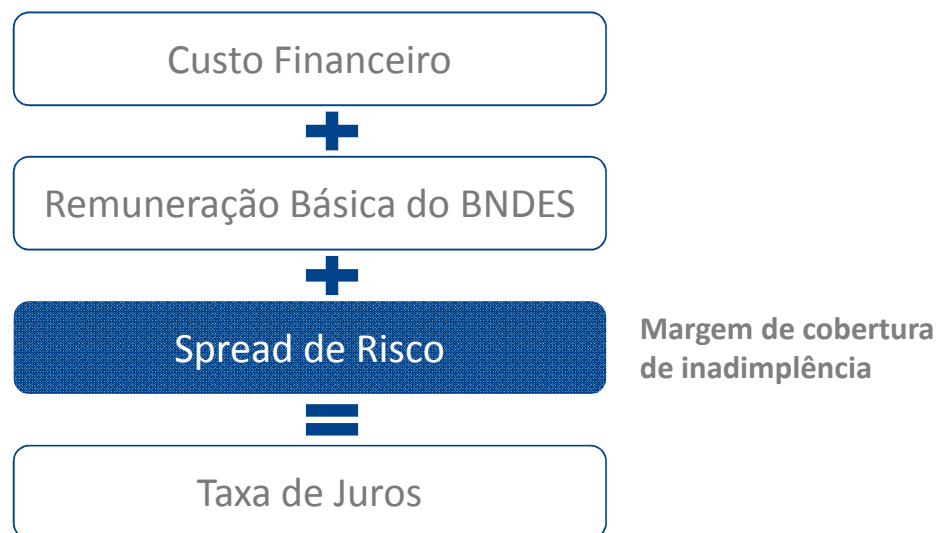 Custo Financeiro
+
Remuneração Básica do BNDES
+
Spread de Risco
Margem de cobertura
de inadimplência
=
Taxa de Juros